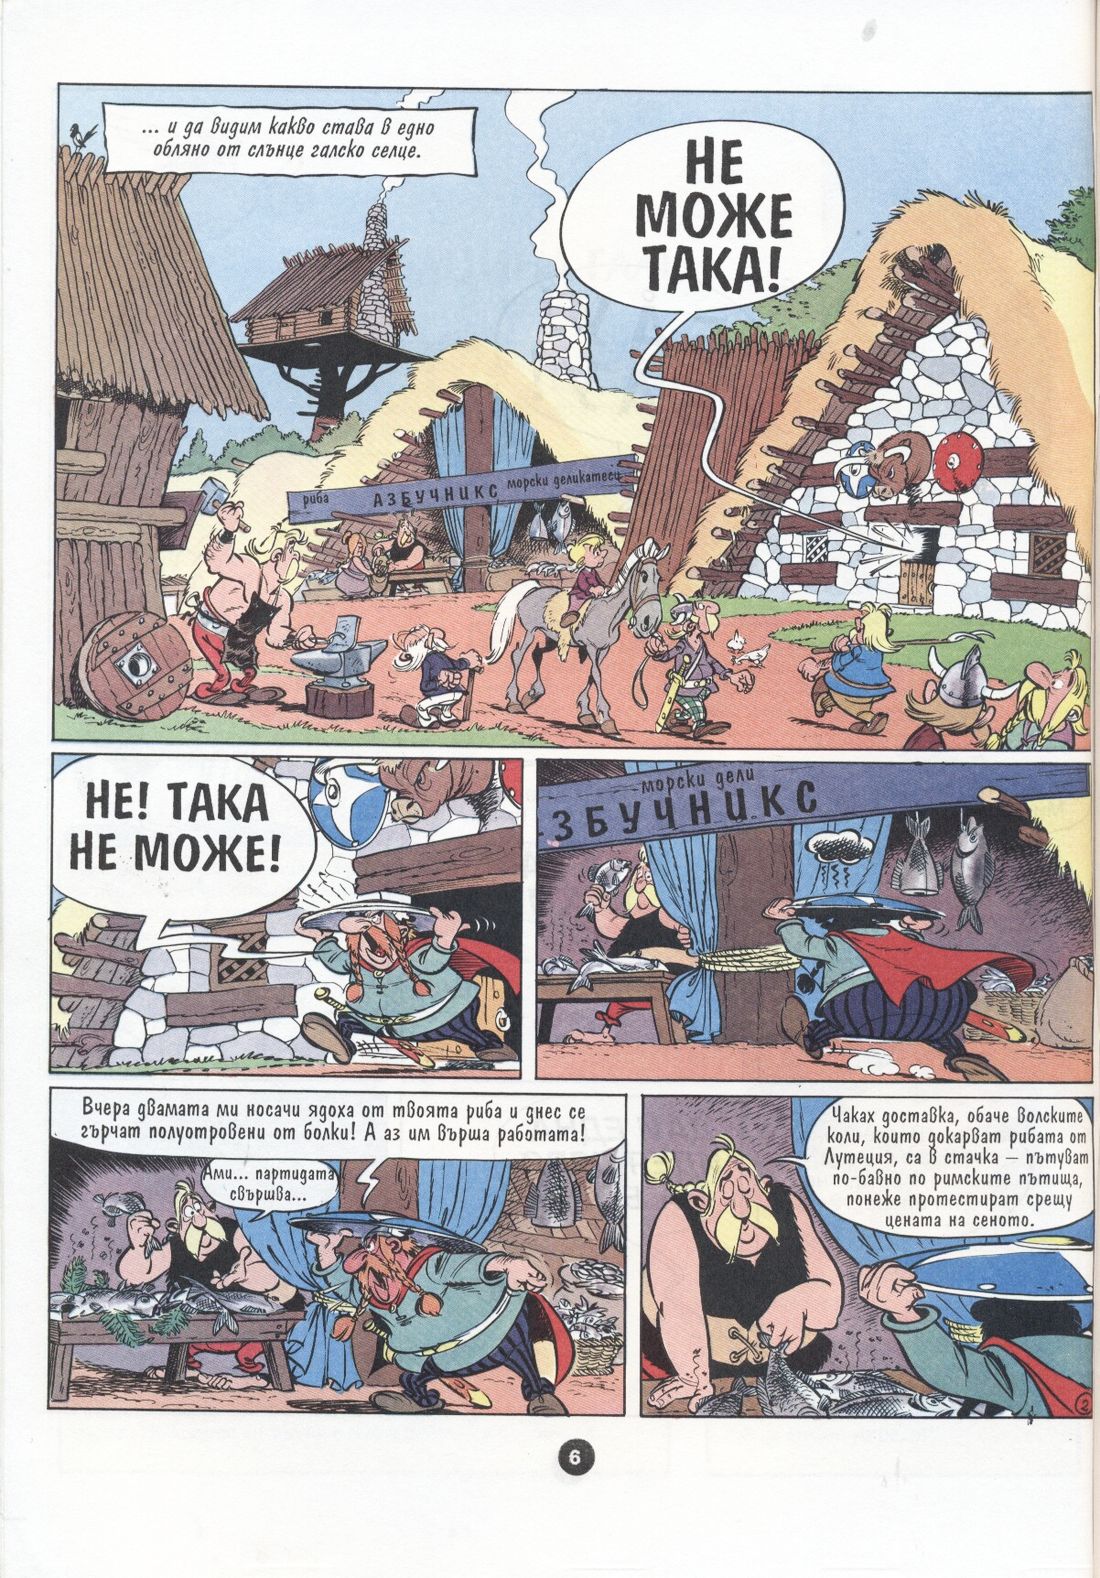 ... и да видим какво става в едно
обляно от слънце галско селце.
НЕ
МОЖЕ
ТАКА!
риба
АЗБУЧНИКС
морски деликатеси
НЕ! ТАКА
НЕ МОЖЕ!
морски дели
ЗБУЧНИКС
Вчера двамата ми носачи ядоха от твоята риба и днес се
гърчат полуотровени от болки! А аз им върша работата!
Ами... партидата
свършва...
Чаках доставка, обаче волските
коли, които докарват рибата от
Лутеция, са в стачка – пътуват
по-бавно по римските пътища,
понеже протестират срещу
цената на сеното.
2
6